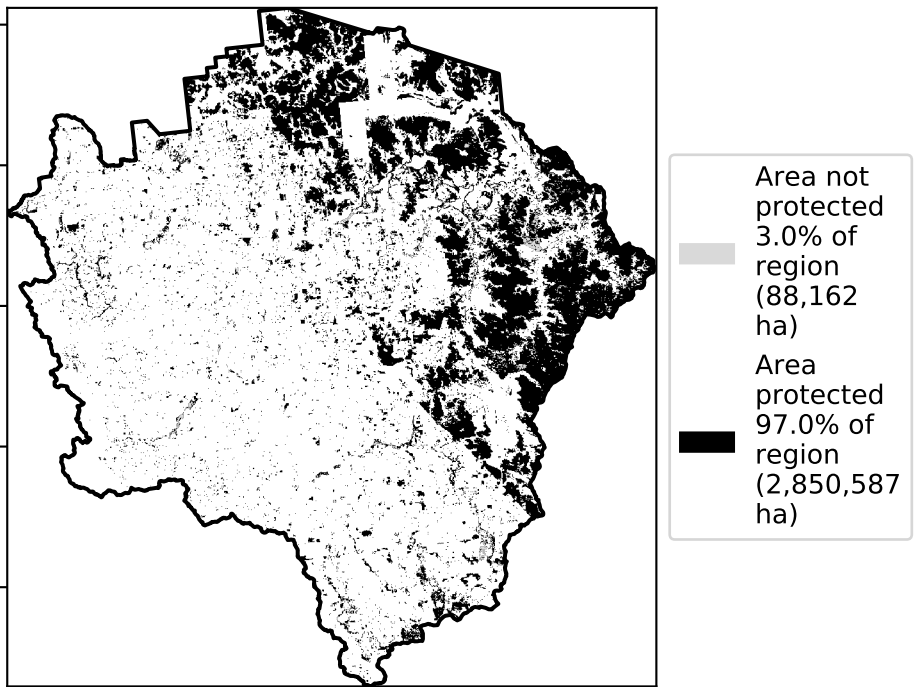 Area not
protected
3.0% of
region
(88,162
ha)
Area
protected
97.0% of
region
(2,850,587
ha)